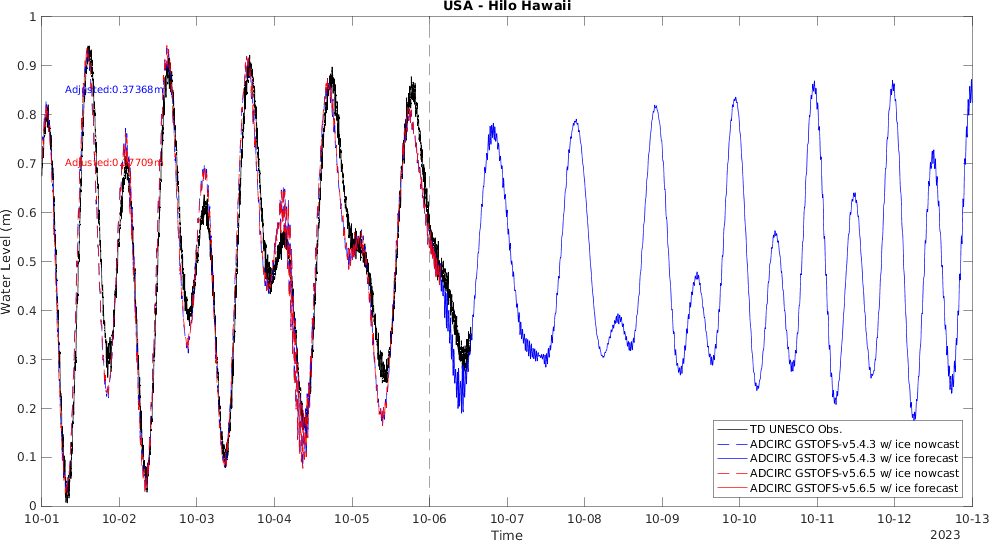 USA - Hilo Hawaii
Water Level (m)
1
0.9
0.8
0.7
0.6
0.5
0.4
0.3
0.2
0.1
0
Adjusted:0.37368m
TD UNESCO Obs.
ADCIRC GSTOFS-v5.4.3 w/ ice nowcast
ADCIRC GSTOFS-v5.4.3 w/ ice forecast
ADCIRC GSTOFS-v5.6.5 w/ ice nowcast
ADCIRC GSTOFS-v5.6.5 w/ ice forecast
10-01 10-02 10-03 10-04 10-05 10-06 10-07 10-08 10-09 10-10 10-11 10-12 10-13
Time
2023